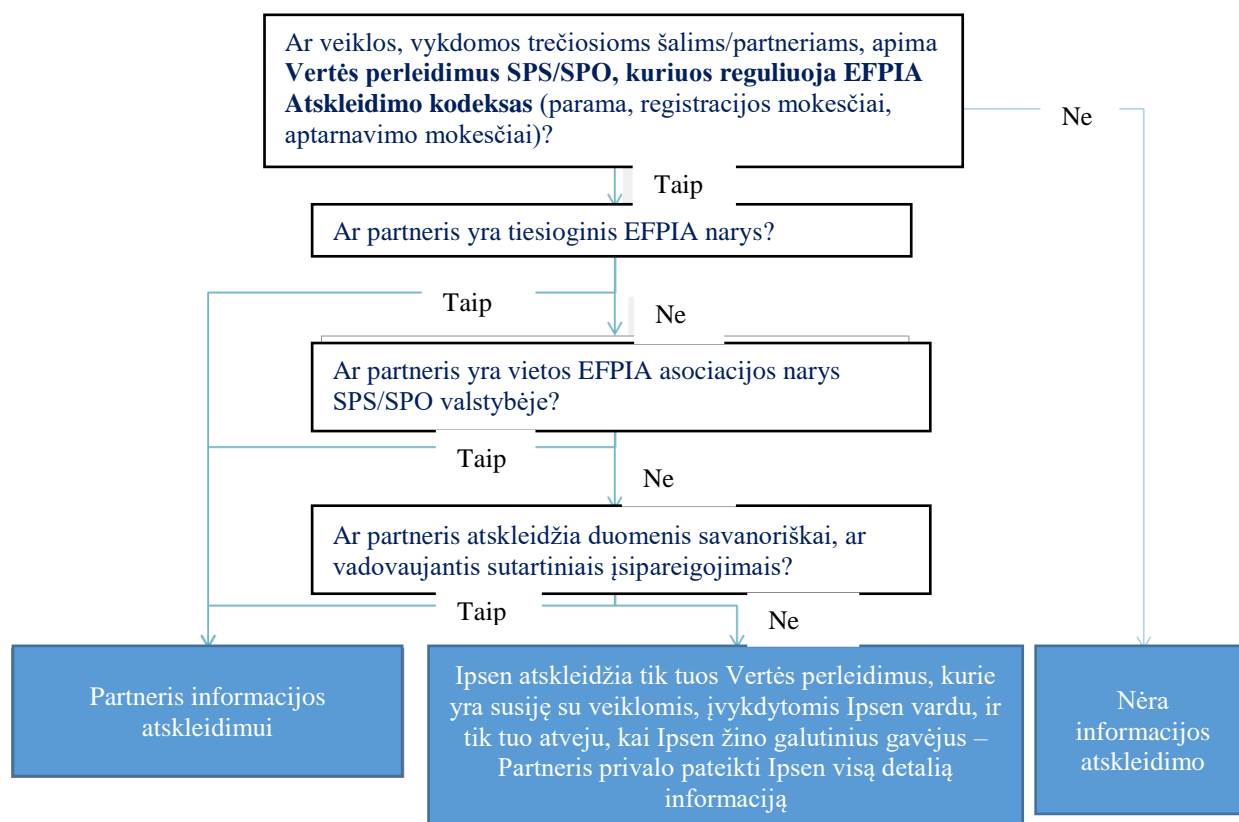 Ar veiklos, vykdomos trečiosioms šalims/partneriams, apima
Vertės perleidimus SPS/SPO, kuriuos reguliuoja EFPIA
Atskleidimo kodeksas (parama, registracijos mokesčiai,
aptarnavimo mokesčiai)?
Ne
Taip
Ar partneris yra tiesioginis EFPIA narys?
Taip
Ne
Ar partneris yra vietos EFPIA asociacijos narys
SPS/SPO valstybėje?
Taip
Ne
Ar partneris atskleidžia duomenis savanoriškai, ar
vadovaujantis sutartiniais įsipareigojimais?
Taip
Ne
Partneris informacijos
atskleidimui
Ipsen atskleidžia tik tuos Vertės perleidimus, kurie
yra susiję su veiklomis, įvykdytomis Ipsen vardu, ir
tik tuo atveju, kai Ipsen žino galutinius gavėjus –
Partneris privalo pateikti Ipsen visą detalią
informaciją
Nėra
informacijos
atskleidimo